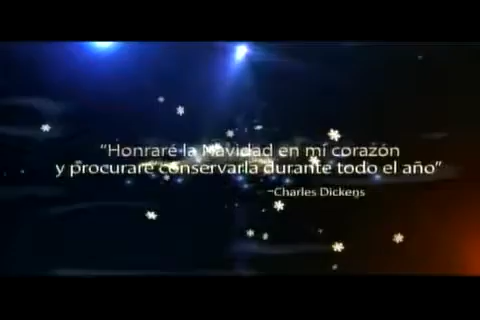 “Honraré la Navidad en mi corazón
y procuraré conservarla durante todo el año”
~Charles Dickens